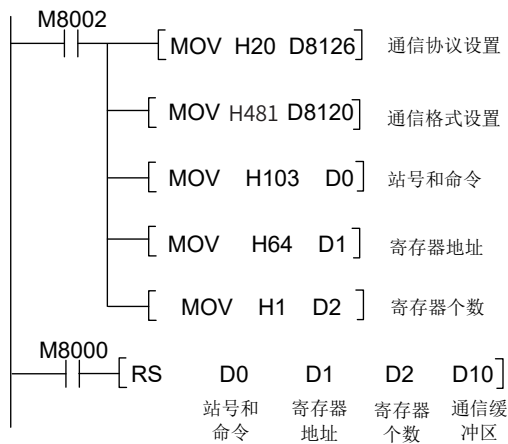 M8002
MOV H20 D8126 通信协议设置
MOV H481 D8120 通信格式设置
MOV H103 D0 站号和命令
MOV H64 D1 寄存器地址
MOV H1 D2 寄存器个数
M8000
RS D0 D1 D2 D10
站号和 寄存器 寄存器 通信缓
命令 地址 个数 冲区